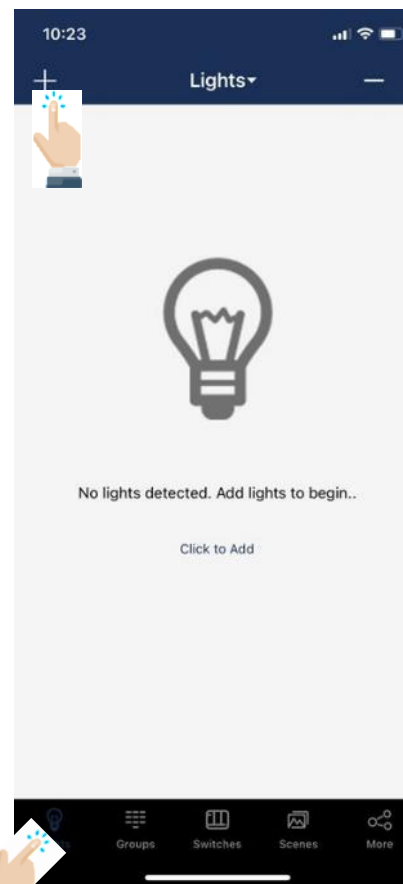 10:23
Lights
No lights detected. Add lights to begin..
Click to Add
Groups Switches Scenes More